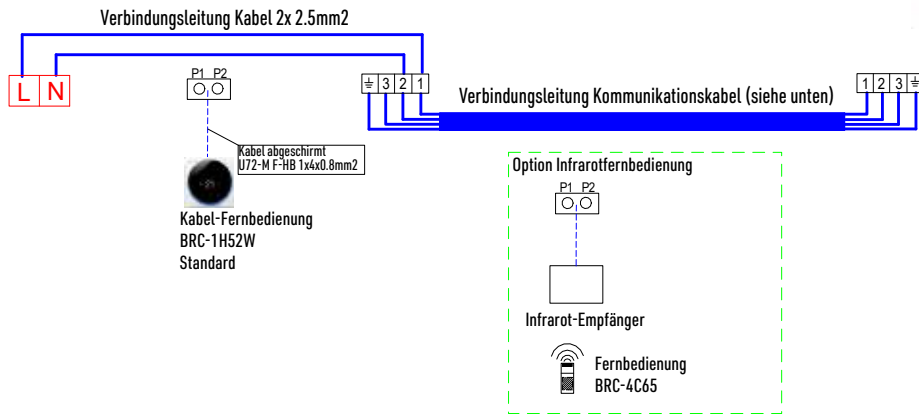 Verbindungsleitung Kabel 2x 2.5mm2
L N
P1 P2
3 2 1
Verbindungsleitung Kommunikationskabel (siehe unten)
1 2 3
Kabel abgeschirmt
U72-M F-HB 1x4x0.8mm2
Kabel-Fernbedienung
BRC-1H52W
Standard
Option Infrarotfernbedienung
P1 P2
Infrarot-Empfänger
Fernbedienung
BRC-4C65